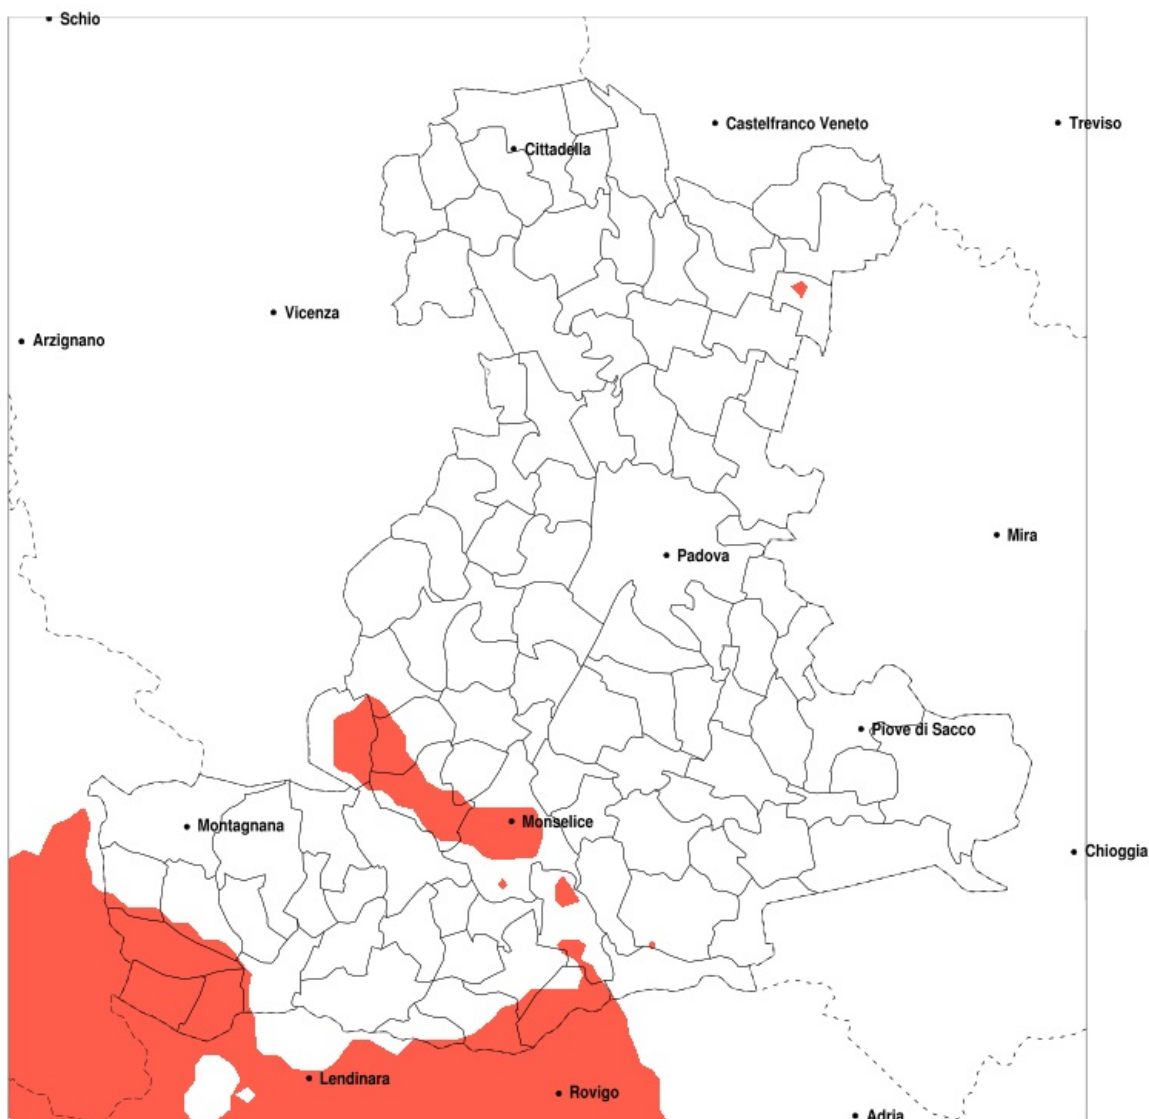 Schio
Castelfranco Veneto
Treviso
Cittadella
Vicenza
Arzignano
Mira
Padova
Piove di Sacco
Monselice
Montagnana
Chioggia
Lendinara
Rovigo
Adria